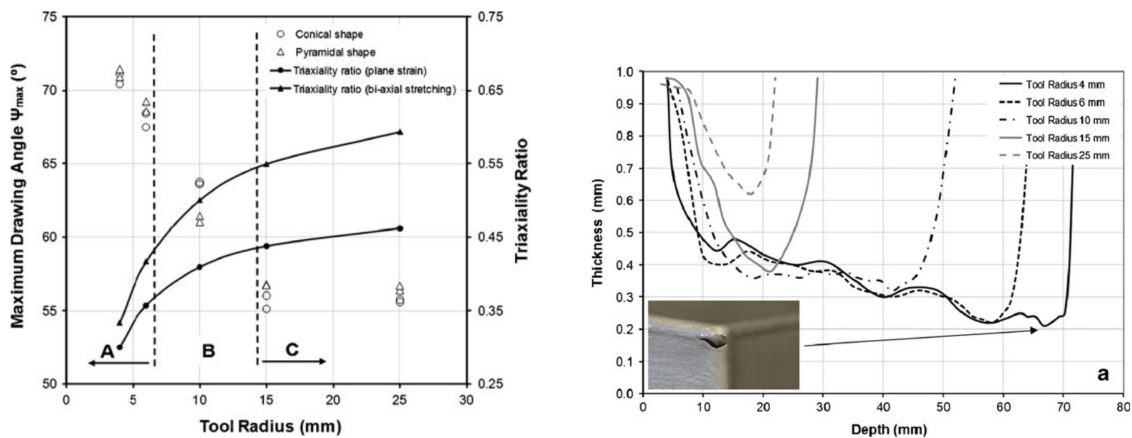 75
70
65
60
55
50
Maximum Drawing Angle Ψmax (º)
0.75
0.65
0.55
0.45
0.35
0.25
Triaxiality Ratio
Conical shape
Pyramidal shape
Triaxiality ratio (plane strain)
Triaxiality ratio (bi-axial stretching)
A
B
C
0 5 10 15 20 25 30
Tool Radius (mm)
1.0
0.9
0.8
0.7
0.6
0.5
0.4
0.3
0.2
0.1
0.0
Thickness (mm)
Tool Radius 4 mm
Tool Radius 6 mm
Tool Radius 10 mm
Tool Radius 15 mm
Tool Radius 25 mm
a
0 10 20 30 40 50 60 70 80
Depth (mm)